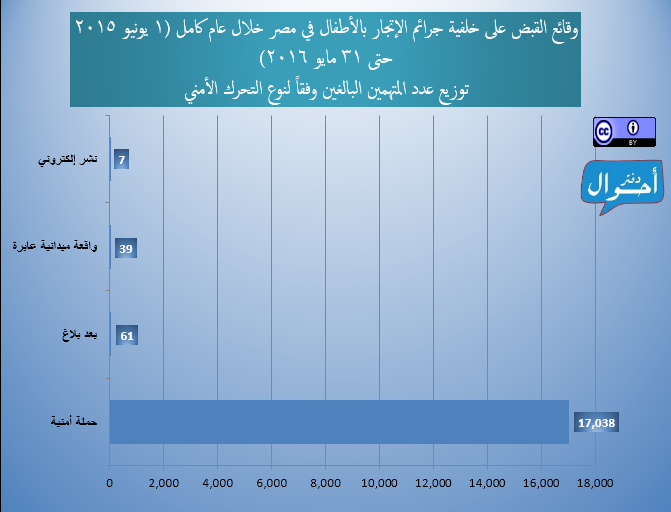 وقائع القبض على خلفية جرائم الإتجار بالأطفال في مصر خلال عام كامل (١ يونيو ٢٠١٥
حتى ٣١ مايو ٢٠١٦)
توزيع عدد المتهمين البالغين وفقاً لنوع التحرك الأمني
cc BY
دفتر
أحوال
نشر إلكتروني 7
واقعة ميدانية عابرة 39
بعد بلاغ 61
حملة أمنية 17,038
0 2,000 4,000 6,000 8,000 10,000 12,000 14,000 16,000 18,000